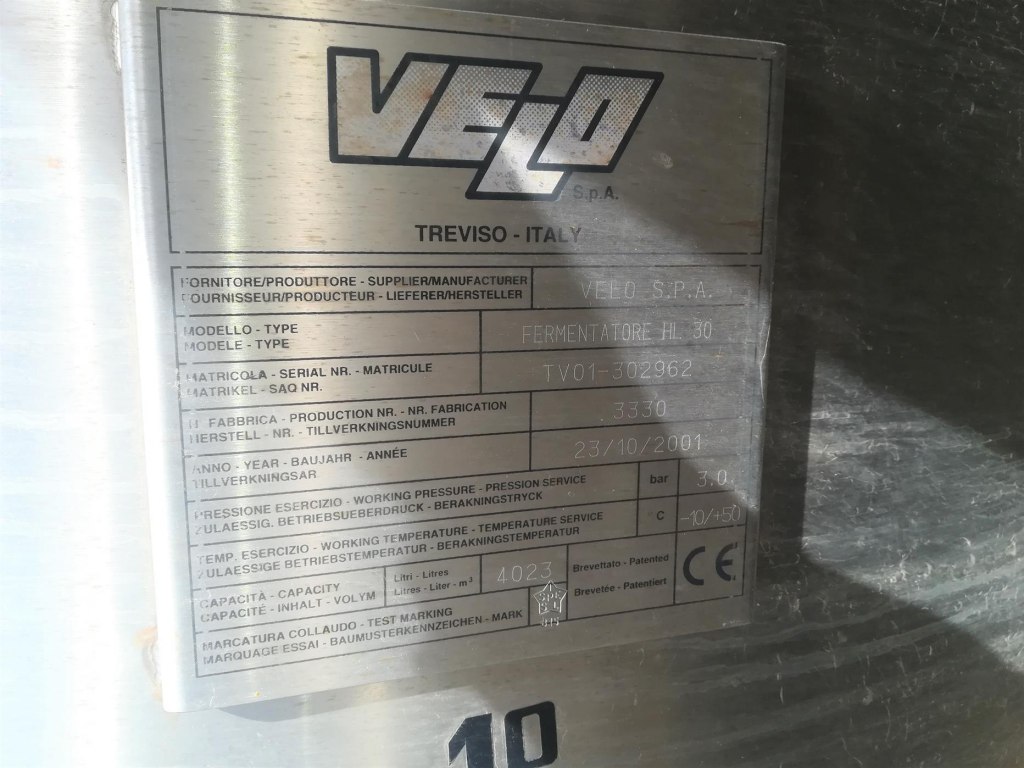 VELO
S.p.A.
TREVISO - ITALY
FORNITORE/PRODUTTORE - SUPPLIER/MANUFACTURER
FOURNISSEUR/PRODUCTEUR - LIEFERER/HERSTELLER
VELO S.P.A.
MODELLO - TYPE
MODELE - TYPE
FERMENTATORE HL 30
MATRICOLA - SERIAL NR. - MATRICULE
MATRIKEL - SAQ NR.
TV01-302962
N° FABBRICA - PRODUCTION NR. - NR. FABRICATION
HERSTELL - NR. - TILLVERKNINGSNUMMER
3330
ANNO - YEAR - BAUJAHR - ANNÉE
TILLVERKNINGSAR
23/10/2001
PRESSIONE ESERCIZIO - WORKING PRESSURE - PRESSION SERVICE
ZULAESSIG. BETRIEBSUEBERDRUCK - BERAKNINGSTRYCK
bar
3.0
TEMP. ESERCIZIO - WORKING TEMPERATURE - TEMPERATURE SERVICE
ZULAESSIGE BETRIEBSTEMPERATUR - BERAKNINGSTEMPERATUR
°C
-10/+50
CAPACITÀ - CAPACITY
CAPACITÉ - INHALT - VOLYM
Litri - Litres
Litres - Liter - m³
4023
Brevettato - Patented
Brevetée - Patentiert
CE
MARCATURA COLLAUDO - TEST MARKING
MARQUAGE ESSAI - BAUMUSTERKENNZEICHEN - MARK
10